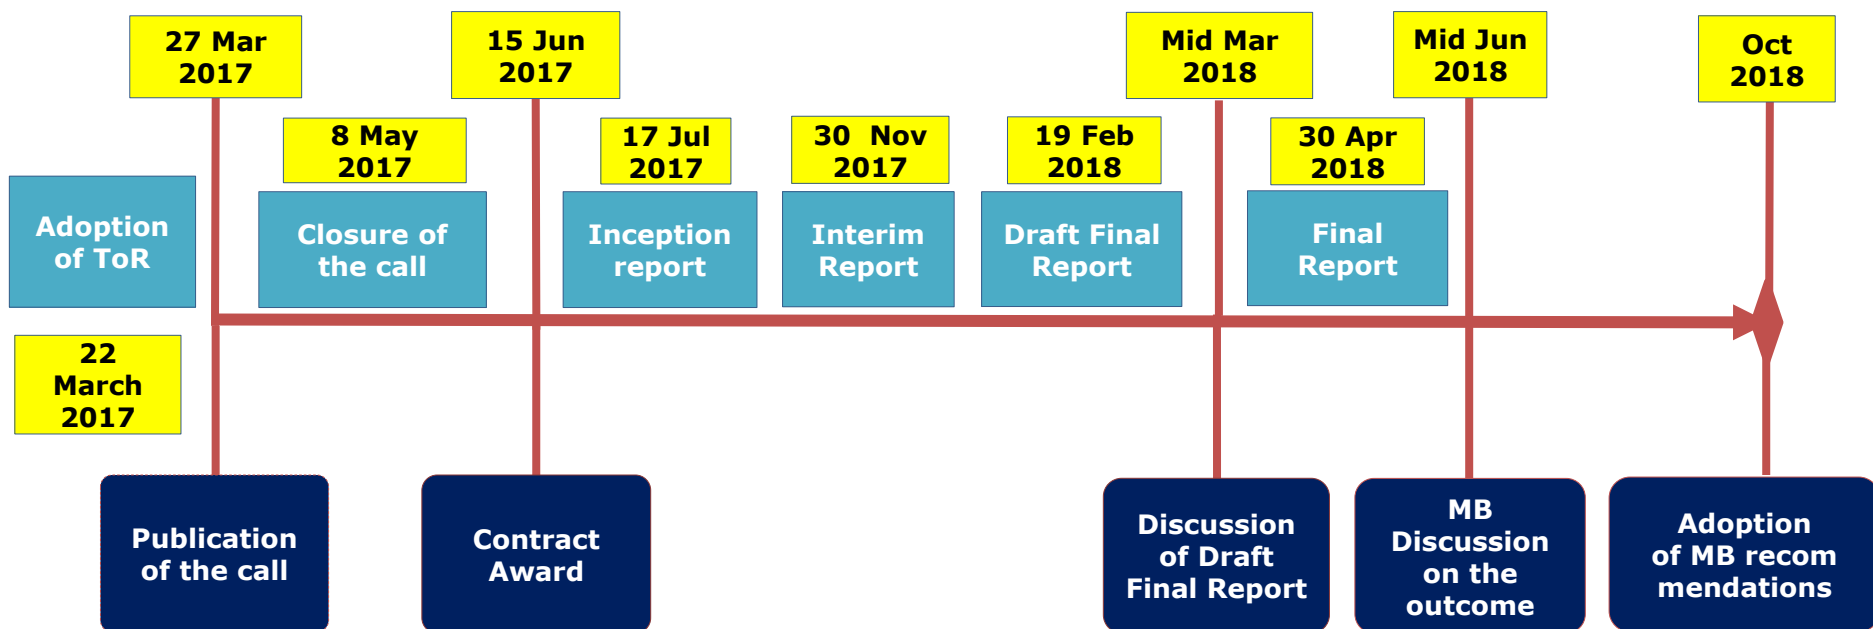 27 Mar
2017
15 Jun
2017
Mid Mar
2018
Mid Jun
2018
Oct
2018
8 May
2017
17 Jul
2017
30 Nov
2017
19 Feb
2018
30 Apr
2018
Adoption
of ToR
Closure of
the call
Inception
report
Interim
Report
Draft Final
Report
Final
Report
22
March
2017
Publication
of the call
Contract
Award
Discussion
of Draft
Final Report
MB
Discussion
on the
outcome
Adoption
of MB recom
mendations